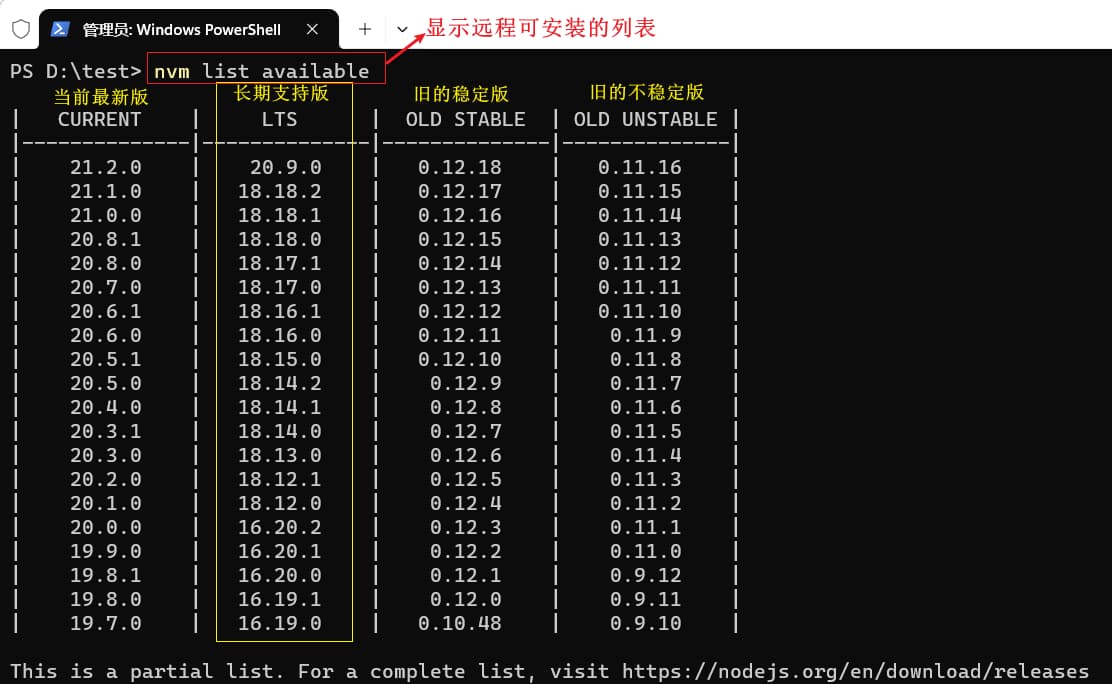 管理员: Windows PowerShell
显示远程可安装的列表
PS D:\test> nvm list available
当前最新版 长期支持版 旧的稳定版 旧的不稳定版
| CURRENT | LTS | OLD STABLE | OLD UNSTABLE |
|--------------|--------------|--------------|--------------|
| 21.2.0 | 20.9.0 | 0.12.18 | 0.11.16 |
| 21.1.0 | 18.18.2 | 0.12.17 | 0.11.15 |
| 21.0.0 | 18.18.1 | 0.12.16 | 0.11.14 |
| 20.8.1 | 18.18.0 | 0.12.15 | 0.11.13 |
| 20.8.0 | 18.17.1 | 0.12.14 | 0.11.12 |
| 20.7.0 | 18.17.0 | 0.12.13 | 0.11.11 |
| 20.6.1 | 18.16.1 | 0.12.12 | 0.11.10 |
| 20.6.0 | 18.16.0 | 0.12.11 | 0.11.9 |
| 20.5.1 | 18.15.0 | 0.12.10 | 0.11.8 |
| 20.5.0 | 18.14.2 | 0.12.9 | 0.11.7 |
| 20.4.0 | 18.14.1 | 0.12.8 | 0.11.6 |
| 20.3.1 | 18.14.0 | 0.12.7 | 0.11.5 |
| 20.3.0 | 18.13.0 | 0.12.6 | 0.11.4 |
| 20.2.0 | 18.12.1 | 0.12.5 | 0.11.3 |
| 20.1.0 | 18.12.0 | 0.12.4 | 0.11.2 |
| 20.0.0 | 16.20.2 | 0.12.3 | 0.11.1 |
| 19.9.0 | 16.20.1 | 0.12.2 | 0.11.0 |
| 19.8.1 | 16.20.0 | 0.12.1 | 0.9.12 |
| 19.8.0 | 16.19.1 | 0.12.0 | 0.9.11 |
| 19.7.0 | 16.19.0 | 0.10.48 | 0.9.10 |
This is a partial list. For a complete list, visit https://nodejs.org/en/download/releases